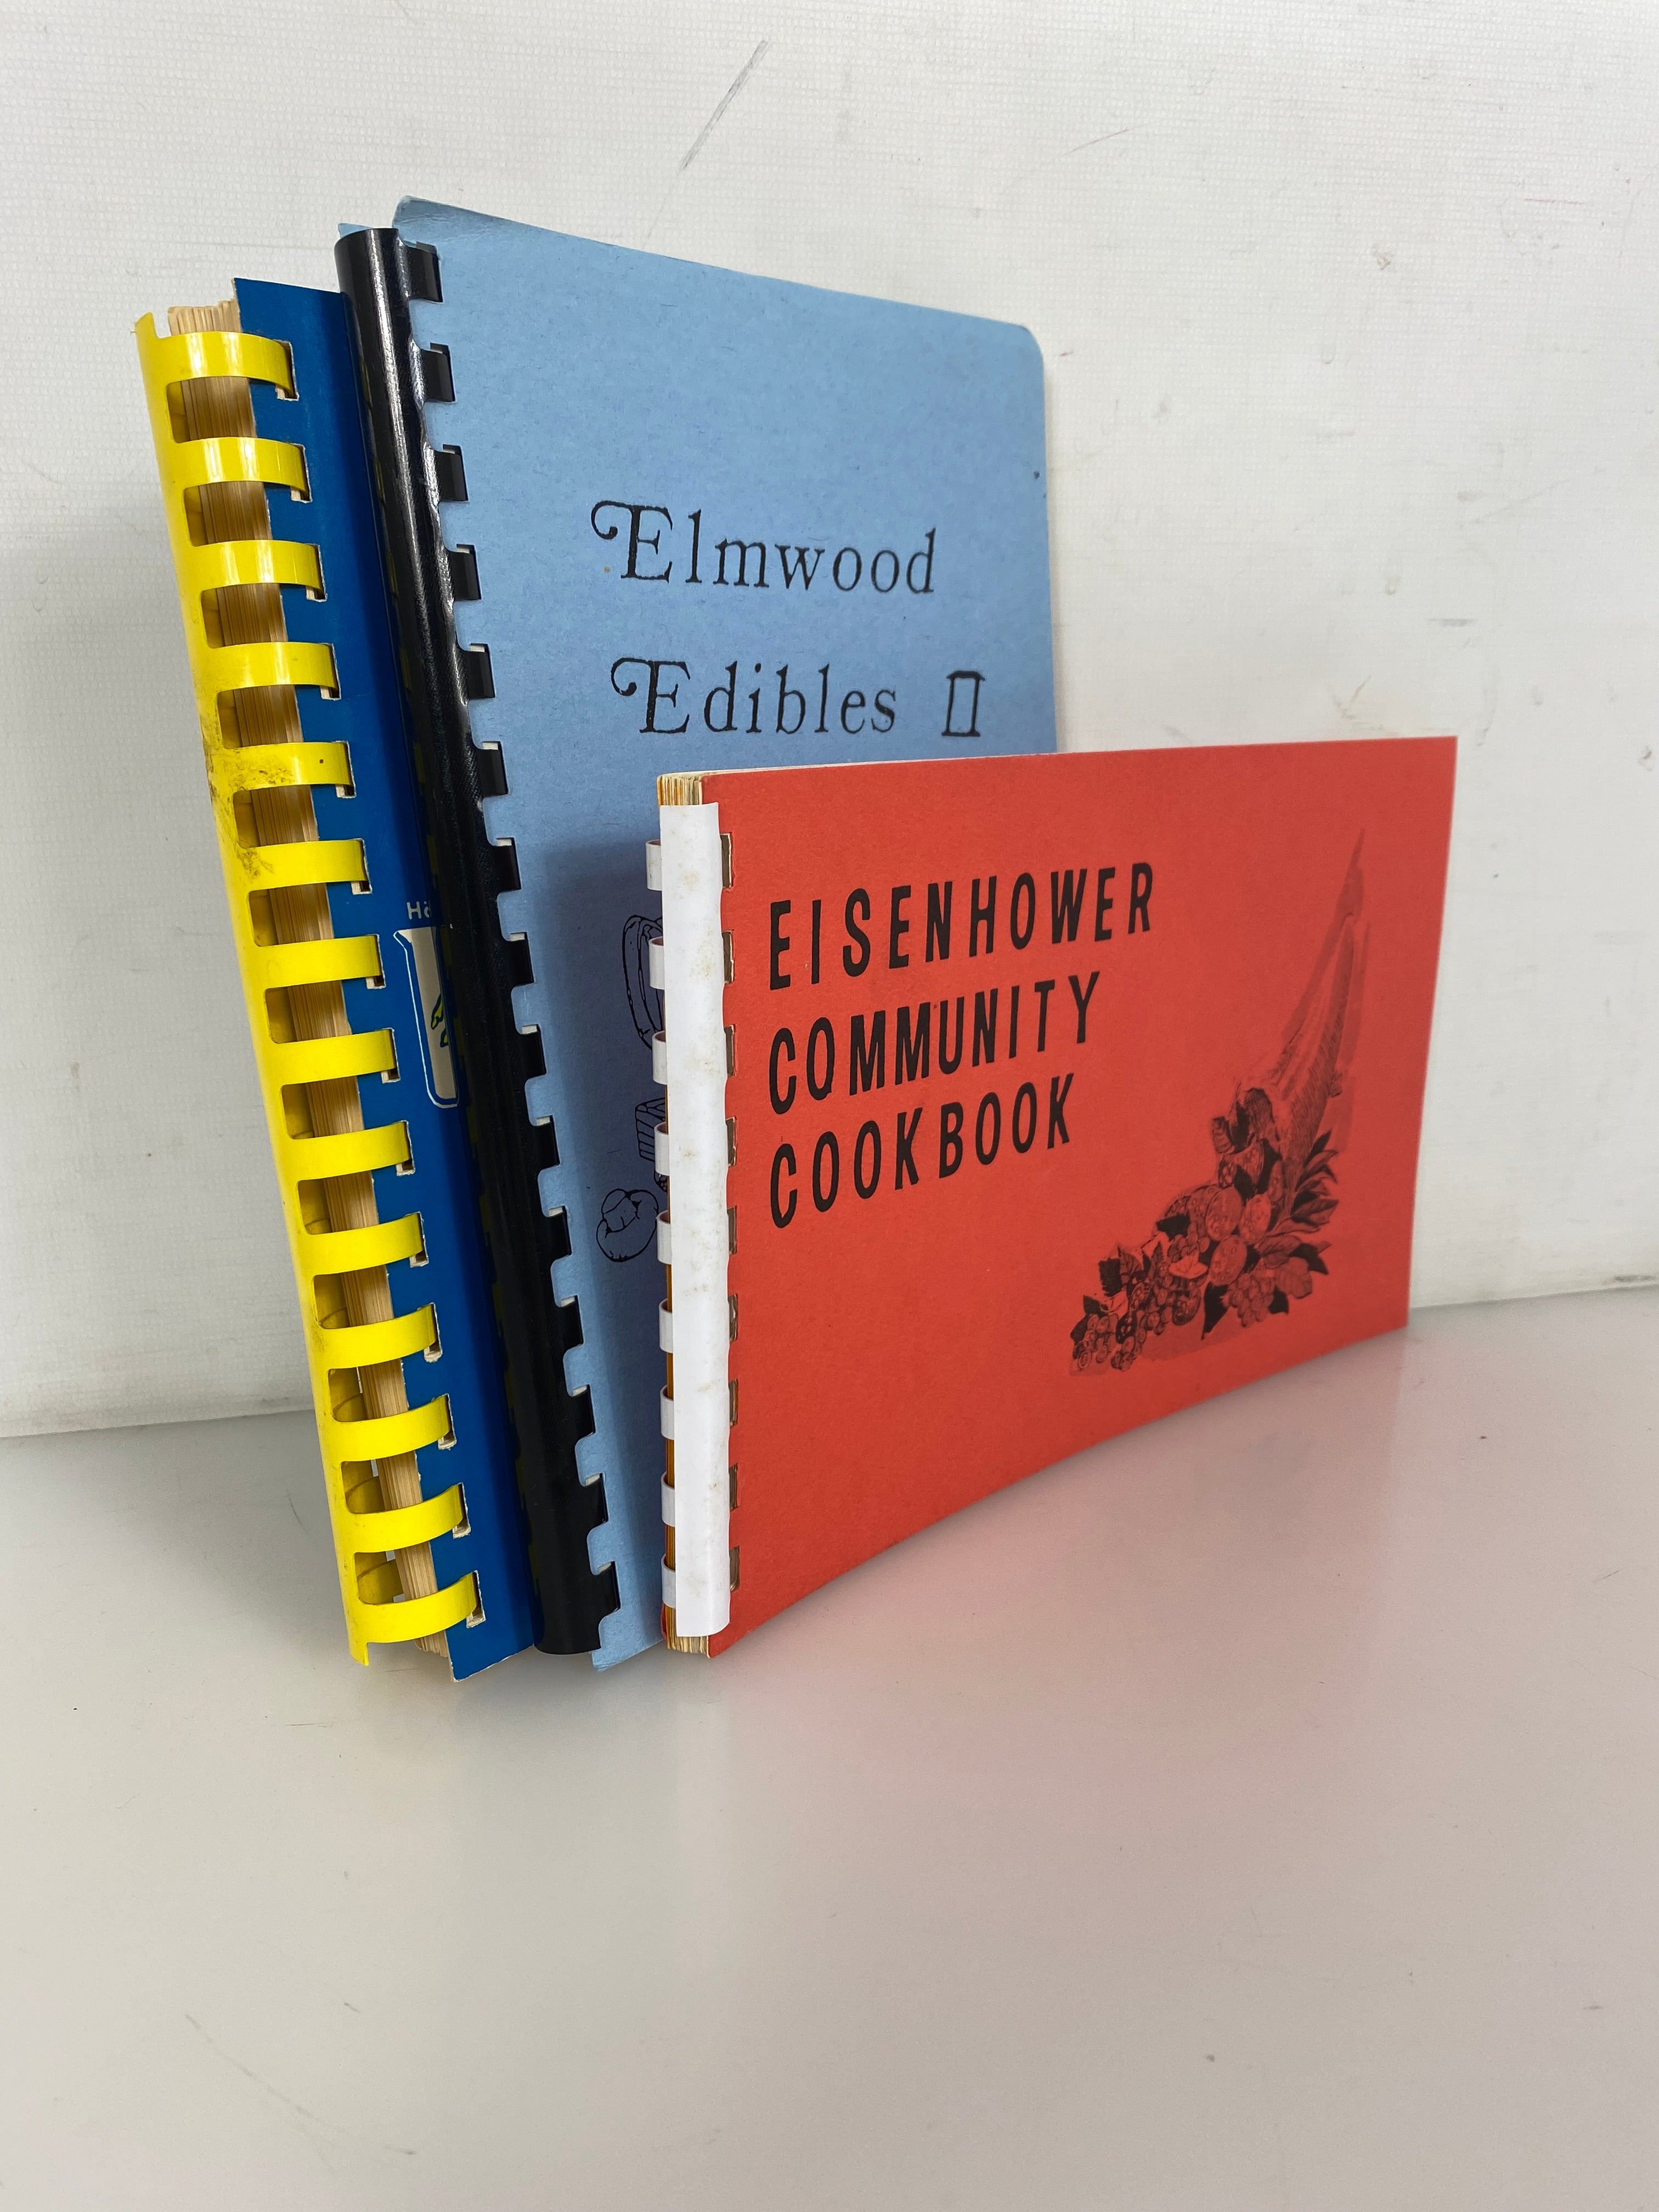 Elmwood
Edibles II
EISENHOWER
COMMUNITY
COOKBOOK